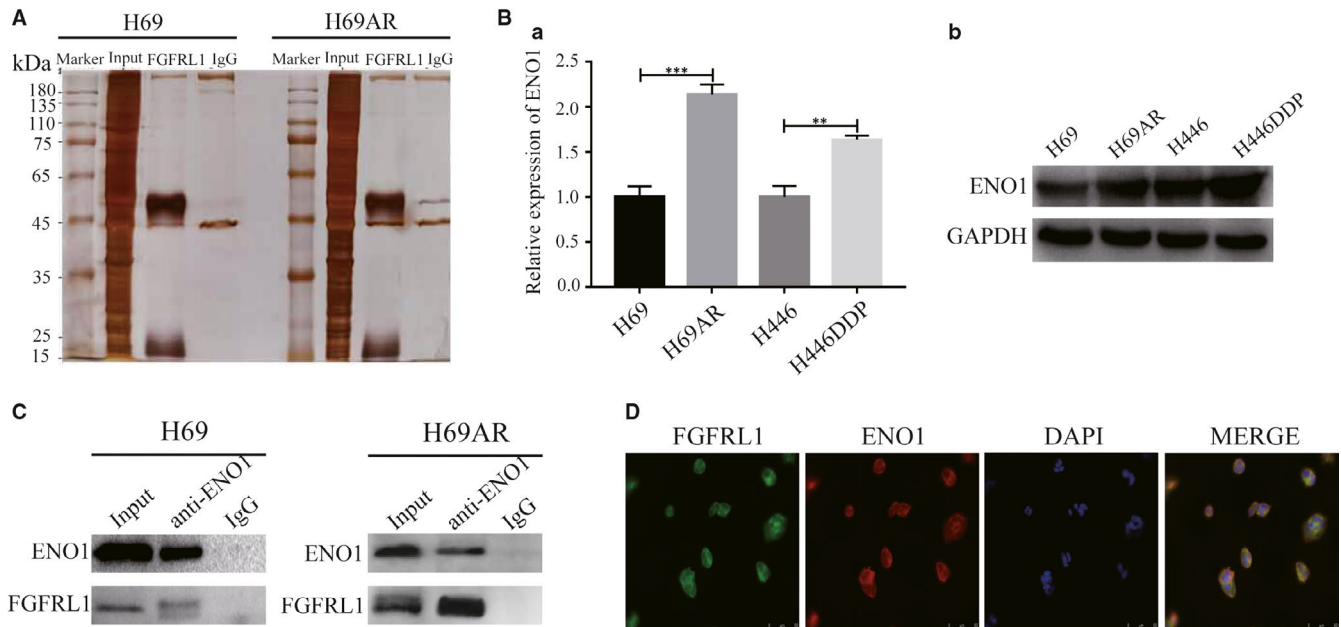 A
H69 H69AR
kDa Marker Input FGFRL1 IgG Marker Input FGFRL1 IgG
180
135
110
75
65
45
35
25
15
B
a
Relative expression of ENO1
2.5
2.0
1.5
1.0
0.5
0.0
***
**
H69 H69AR H446 H446DDP
b
H69 H69AR H446 H446DDP
ENO1
GAPDH
C
H69
Input anti-ENO1 IgG
ENO1
FGFRL1
H69AR
Input anti-ENO1 IgG
ENO1
FGFRL1
D
FGFRL1 ENO1 DAPI MERGE